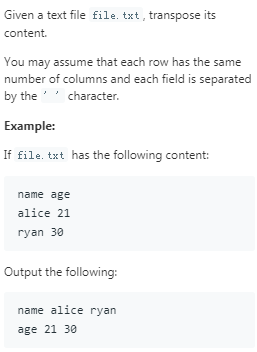 Given a text file file.txt, transpose its
content.
You may assume that each row has the same
number of columns and each field is separated
by the ' ' character.
Example:
If file.txt has the following content:
name age
alice 21
ryan 30
Output the following:
name alice ryan
age 21 30